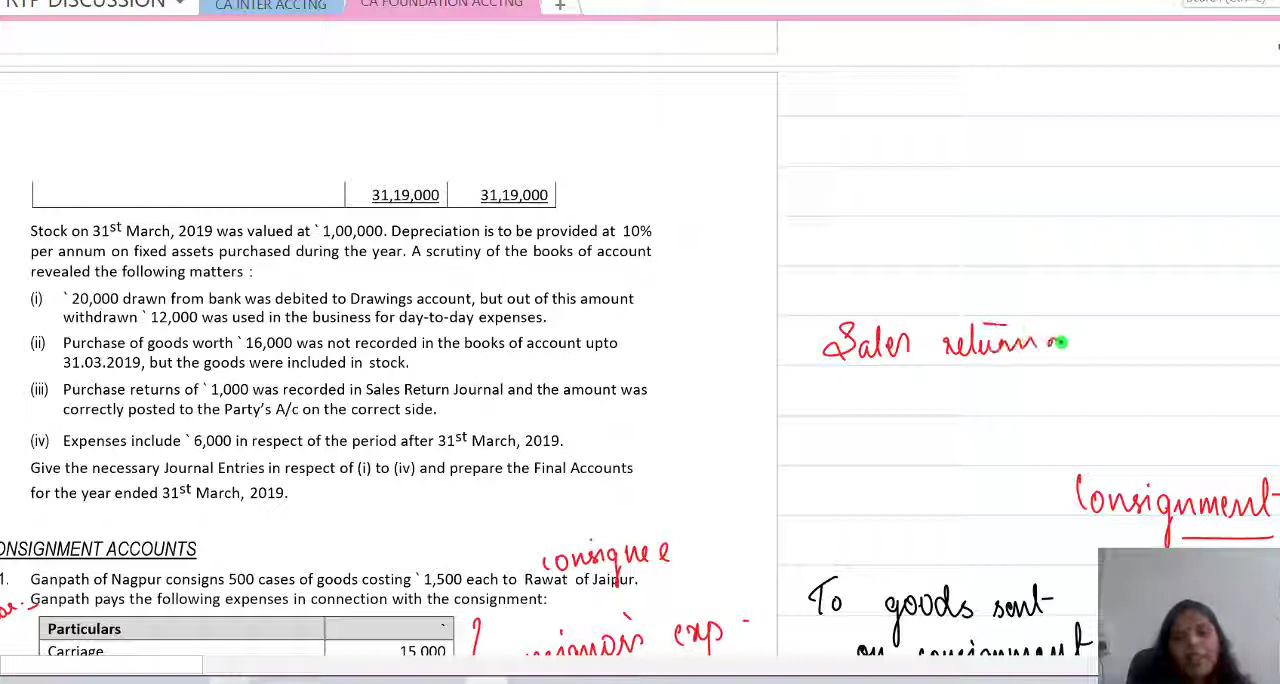 RTP DISCUSSION
CA INTER ACCTNG
CA FOUNDATION ACCTNG
+
31,19,000 31,19,000
Stock on 31st March, 2019 was valued at ` 1,00,000. Depreciation is to be provided at 10%
per annum on fixed assets purchased during the year. A scrutiny of the books of account
revealed the following matters :
(i) ` 20,000 drawn from bank was debited to Drawings account, but out of this amount
withdrawn ` 12,000 was used in the business for day-to-day expenses.
(ii) Purchase of goods worth ` 16,000 was not recorded in the books of account upto
31.03.2019, but the goods were included in stock.
(iii) Purchase returns of ` 1,000 was recorded in Sales Return Journal and the amount was
correctly posted to the Party's A/c on the correct side.
(iv) Expenses include ` 6,000 in respect of the period after 31st March, 2019.
Give the necessary Journal Entries in respect of (i) to (iv) and prepare the Final Accounts
for the year ended 31st March, 2019.
ONSIGNMENT ACCOUNTS
consignee
1. Ganpath of Nagpur consigns 500 cases of goods costing ` 1,500 each to Rawat of Jaipur.
Ganpath pays the following expenses in connection with the consignment:
Particulars `
Carriage 15,000
exp
Sales return
Consignment
To goods sent
on consignment